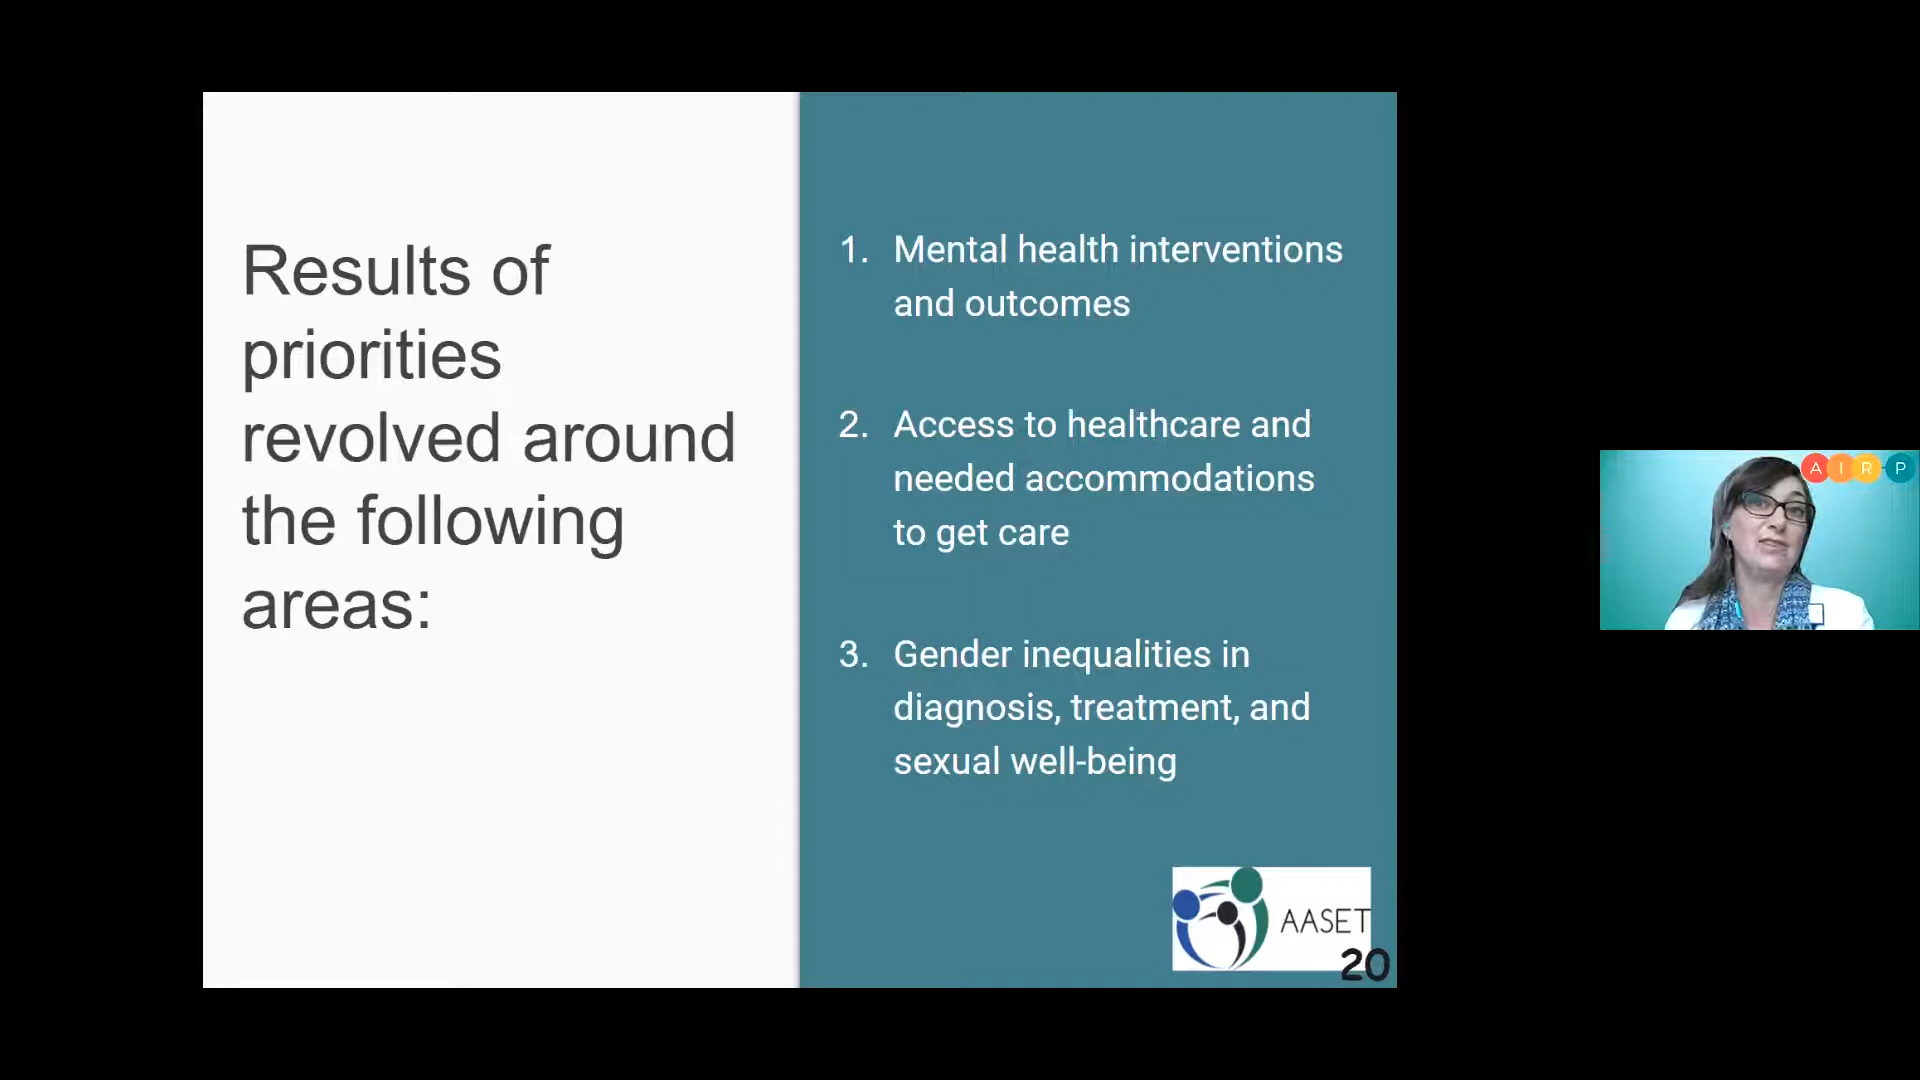 Results of
priorities
revolved around
the following
areas:
1. Mental health interventions
and outcomes
2. Access to healthcare and
needed accommodations
to get care
3. Gender inequalities in
diagnosis, treatment, and
sexual well-being
AASET
20
A I R - P